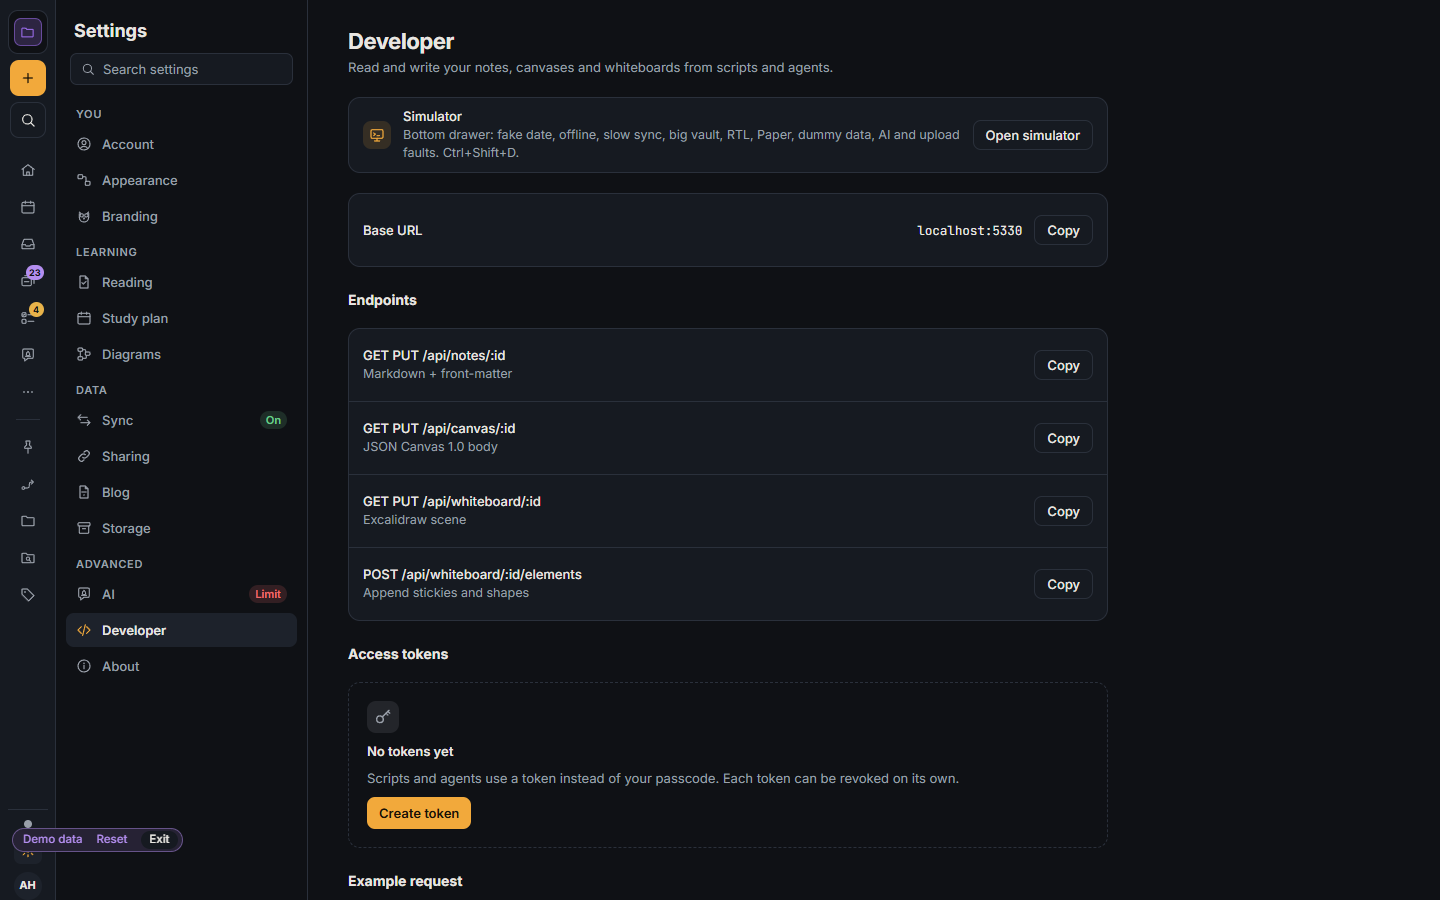 Settings
Search settings
YOU
Account
Appearance
Branding
LEARNING
Reading
Study plan
Diagrams
DATA
Sync
On
Sharing
Blog
Storage
ADVANCED
AI
Limit
Developer
About
23
4
Demo data
Reset
Exit
AH
Developer
Read and write your notes, canvases and whiteboards from scripts and agents.
Simulator
Bottom drawer: fake date, offline, slow sync, big vault, RTL, Paper, dummy data, AI and upload
faults. Ctrl+Shift+D.
Open simulator
Base URL
localhost:5330
Copy
Endpoints
GET PUT /api/notes/:id
Markdown + front-matter
Copy
GET PUT /api/canvas/:id
JSON Canvas 1.0 body
Copy
GET PUT /api/whiteboard/:id
Excalidraw scene
Copy
POST /api/whiteboard/:id/elements
Append stickies and shapes
Copy
Access tokens
No tokens yet
Scripts and agents use a token instead of your passcode. Each token can be revoked on its own.
Create token
Example request